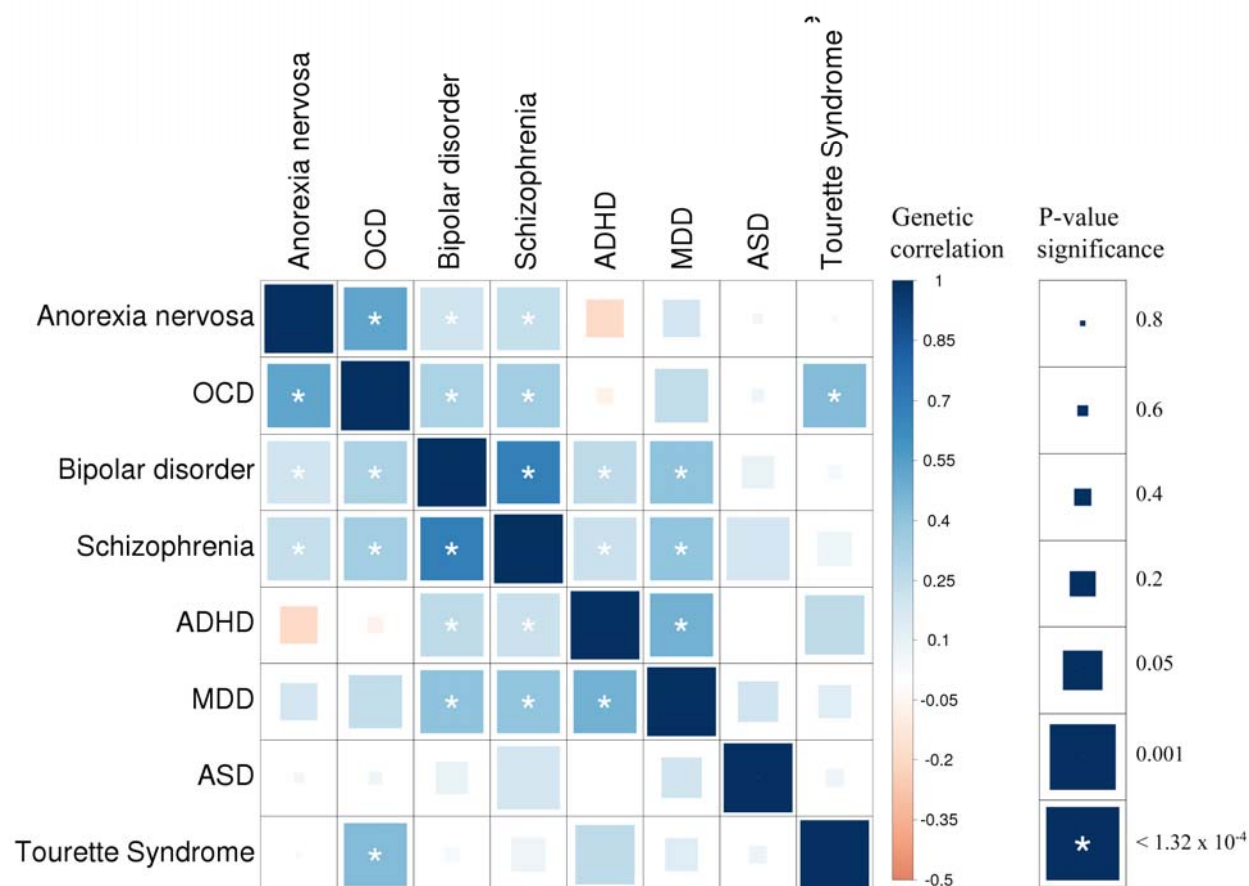 Anorexia nervosa
OCD
Bipolar disorder
Schizophrenia
ADHD
MDD
ASD
Tourette Syndrome
Genetic
correlation
P-value
significance
Anorexia nervosa
OCD
Bipolar disorder
Schizophrenia
ADHD
MDD
ASD
Tourette Syndrome
1
0.85
0.7
0.55
0.4
0.25
0.1
-0.05
-0.2
-0.35
-0.5
0.8
0.6
0.4
0.2
0.05
0.001
* < 1.32 x 10⁻⁴